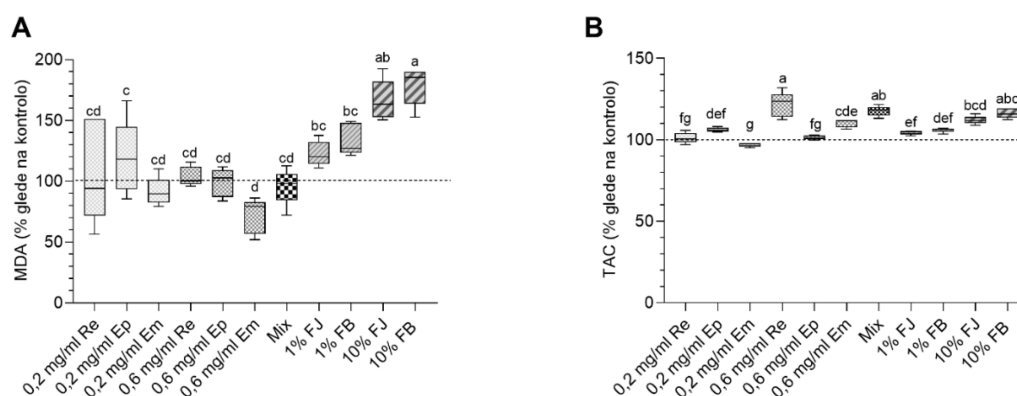 A
MDA (% glede na kontrolo)
200
150
100
50
0
cd
c
cd
cd
cd
d
cd
bc
bc
ab
a
0,2 mg/ml Re
0,2 mg/ml Ep
0,2 mg/ml Em
0,6 mg/ml Re
0,6 mg/ml Ep
0,6 mg/ml Em
Mix
1% FJ
1% FB
10% FJ
10% FB
B
TAC (% glede na kontrolo)
150
100
50
0
fg
def
g
a
fg
cde
ab
ef
def
bcd
abc
0,2 mg/ml Re
0,2 mg/ml Ep
0,2 mg/ml Em
0,6 mg/ml Re
0,6 mg/ml Ep
0,6 mg/ml Em
Mix
1% FJ
1% FB
10% FJ
10% FB